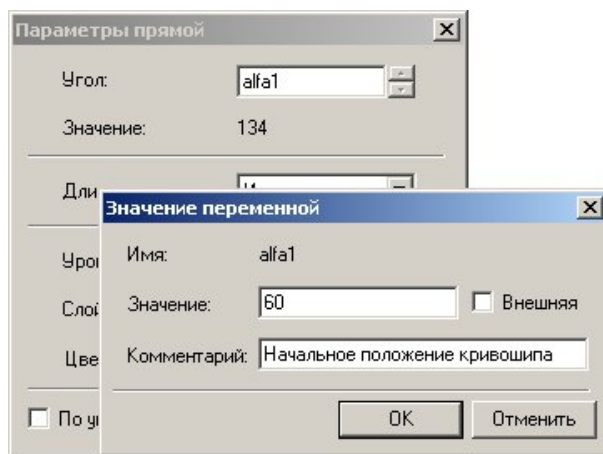 Параметры прямой
Угол:
alfa1
Значение:
134
Значение переменной
Имя:
alfa1
Значение:
60
Внешняя
Комментарий:
Начальное положение кривошипа
OK
Отменить